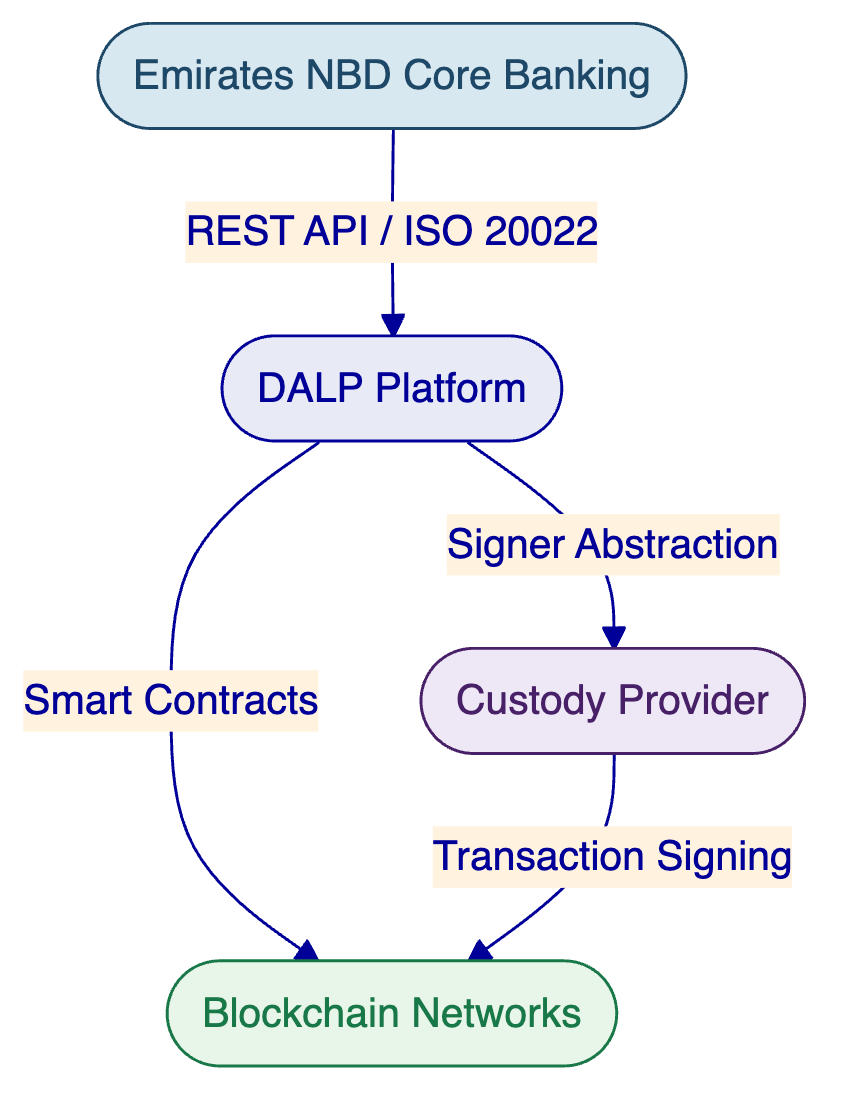 Emirates NBD Core Banking
REST API / ISO 20022
DALP Platform
Signer Abstraction
Smart Contracts
Custody Provider
Transaction Signing
Blockchain Networks